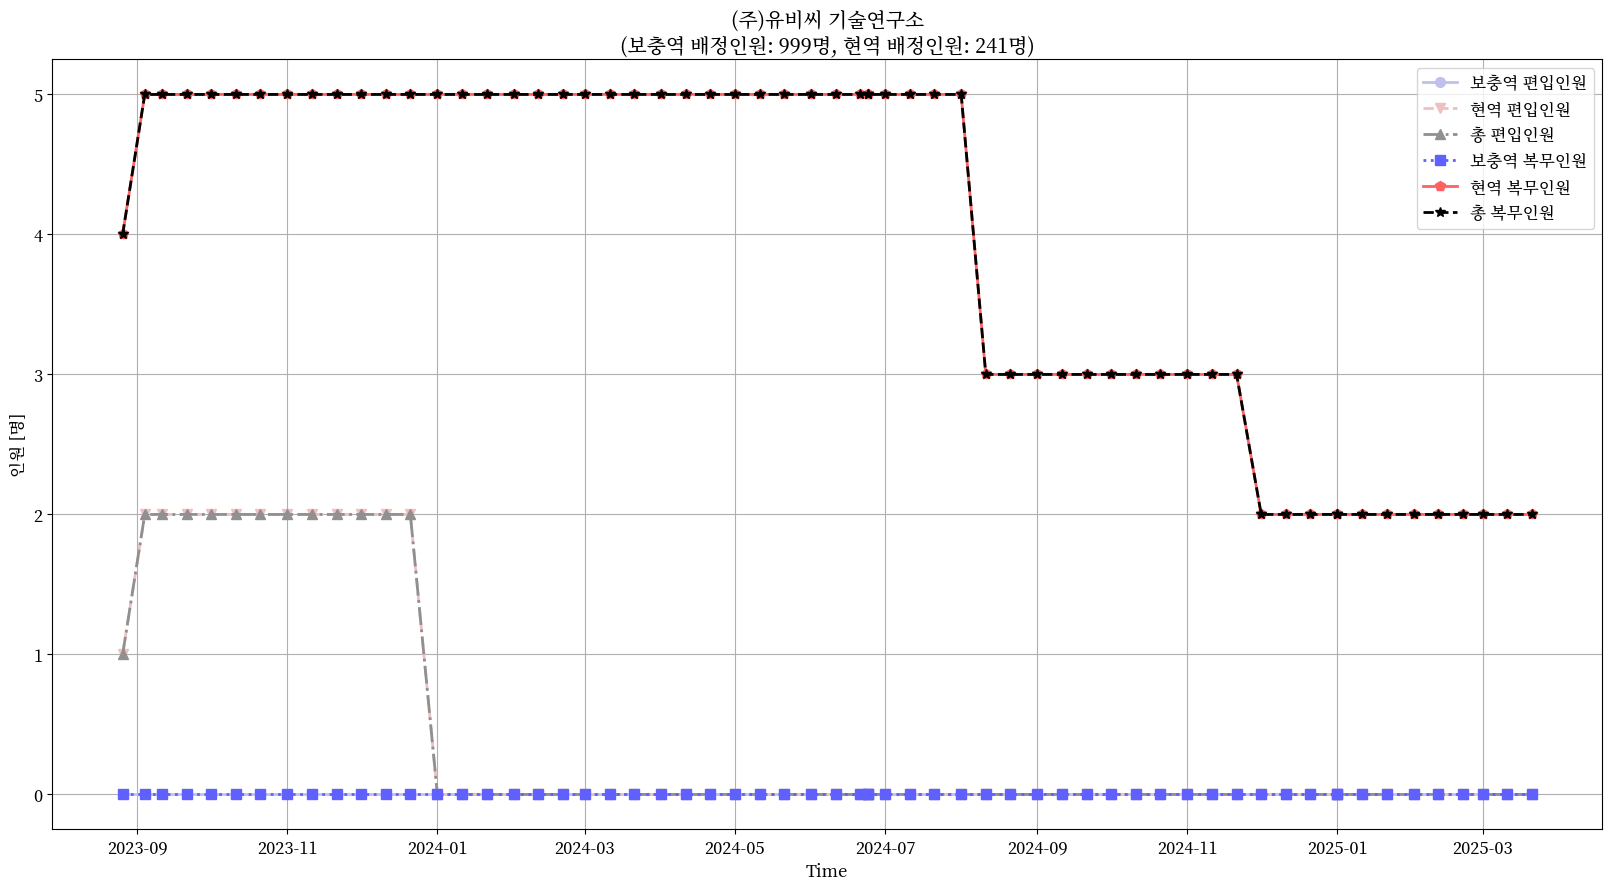 (주)유비씨 기술연구소
(보충역 배정인원: 999명, 현역 배정인원: 241명)
보충역 편입인원
현역 편입인원
총 편입인원
보충역 복무인원
현역 복무인원
총 복무인원
인원 [명]
5
4
3
2
1
0
2023-09
2023-11
2024-01
2024-03
2024-05
2024-07
2024-09
2024-11
2025-01
2025-03
Time